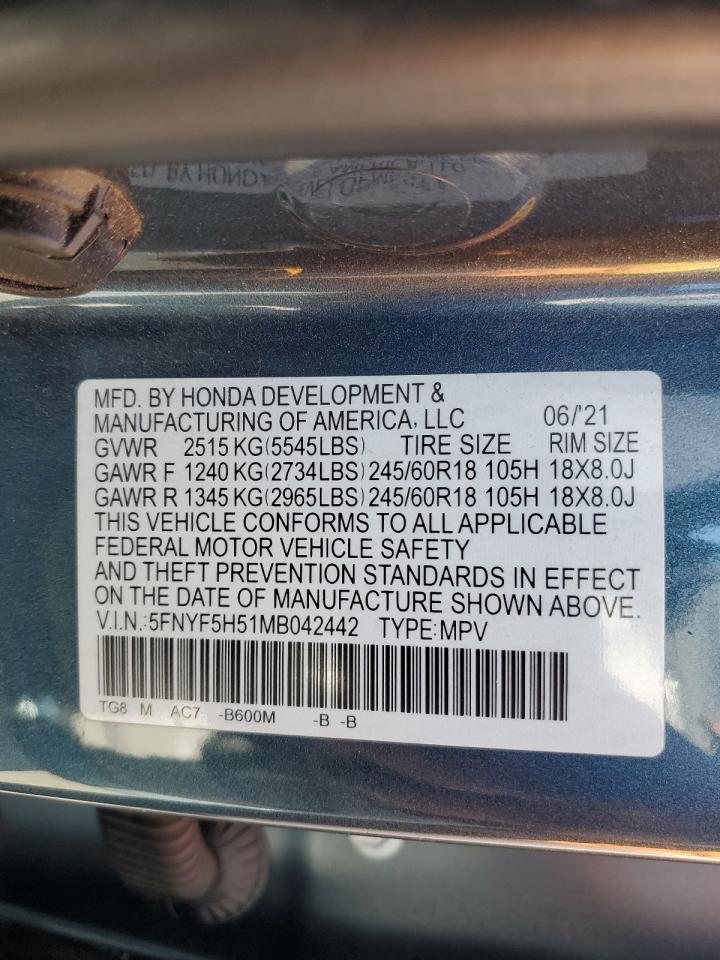 MFD. BY HONDA DEVELOPMENT &
MANUFACTURING OF AMERICA, LLC 06/'21
GVWR 2515 KG(5545LBS) TIRE SIZE RIM SIZE
GAWR F 1240 KG(2734LBS)245/60R18 105H 18X8.0J
GAWR R 1345 KG(2965LBS)245/60R18 105H 18X8.0J
THIS VEHICLE CONFORMS TO ALL APPLICABLE
FEDERAL MOTOR VEHICLE SAFETY
AND THEFT PREVENTION STANDARDS IN EFFECT
ON THE DATE OF MANUFACTURE SHOWN ABOVE.
V.I.N.:5FNYF5H51MB042442 TYPE:MPV
TG8 M AC7 -B600M -B -B